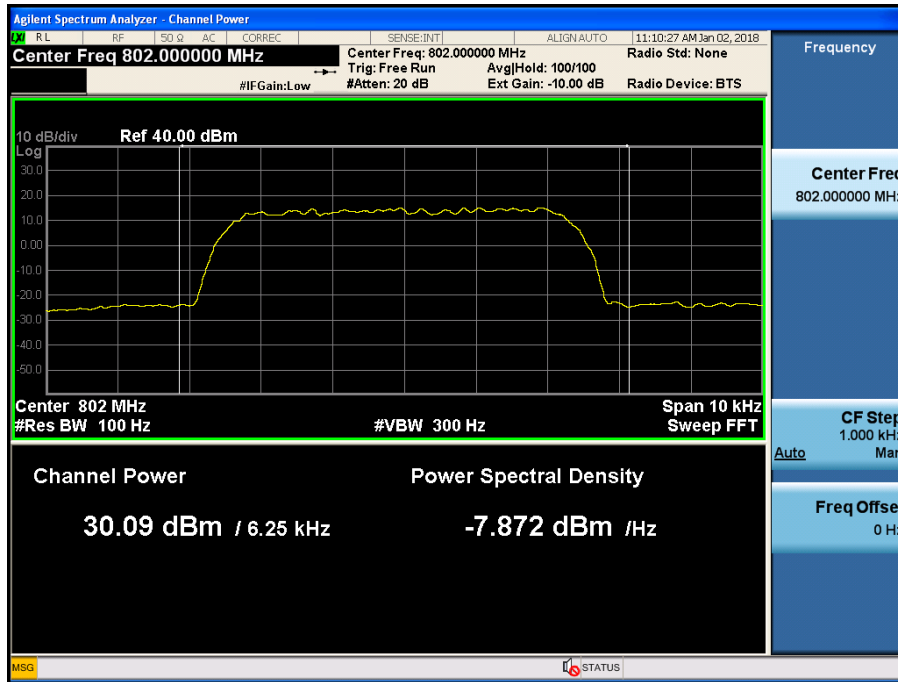 Agilent Spectrum Analyzer - Channel Power
LXI RL RF 50 Ω AC CORREC SENSE:INT ALIGN AUTO 11:10:27 AM Jan 02, 2018
Center Freq 802.000000 MHz
Center Freq: 802.000000 MHz Radio Std: None
Trig: Free Run Avg|Hold: 100/100
#IFGain:Low #Atten: 20 dB Ext Gain: -10.00 dB Radio Device: BTS
10 dB/div Ref 40.00 dBm
Log
30.0
20.0
10.0
0.00
-10.0
-20.0
-30.0
-40.0
-50.0
Center 802 MHz Span 10 kHz
#Res BW 100 Hz #VBW 300 Hz Sweep FFT
Channel Power Power Spectral Density
30.09 dBm / 6.25 kHz -7.872 dBm /Hz
Frequency
Center Freq
802.000000 MHz
CF Step
1.000 kHz
Auto Man
Freq Offset
0 Hz
MSG STATUS